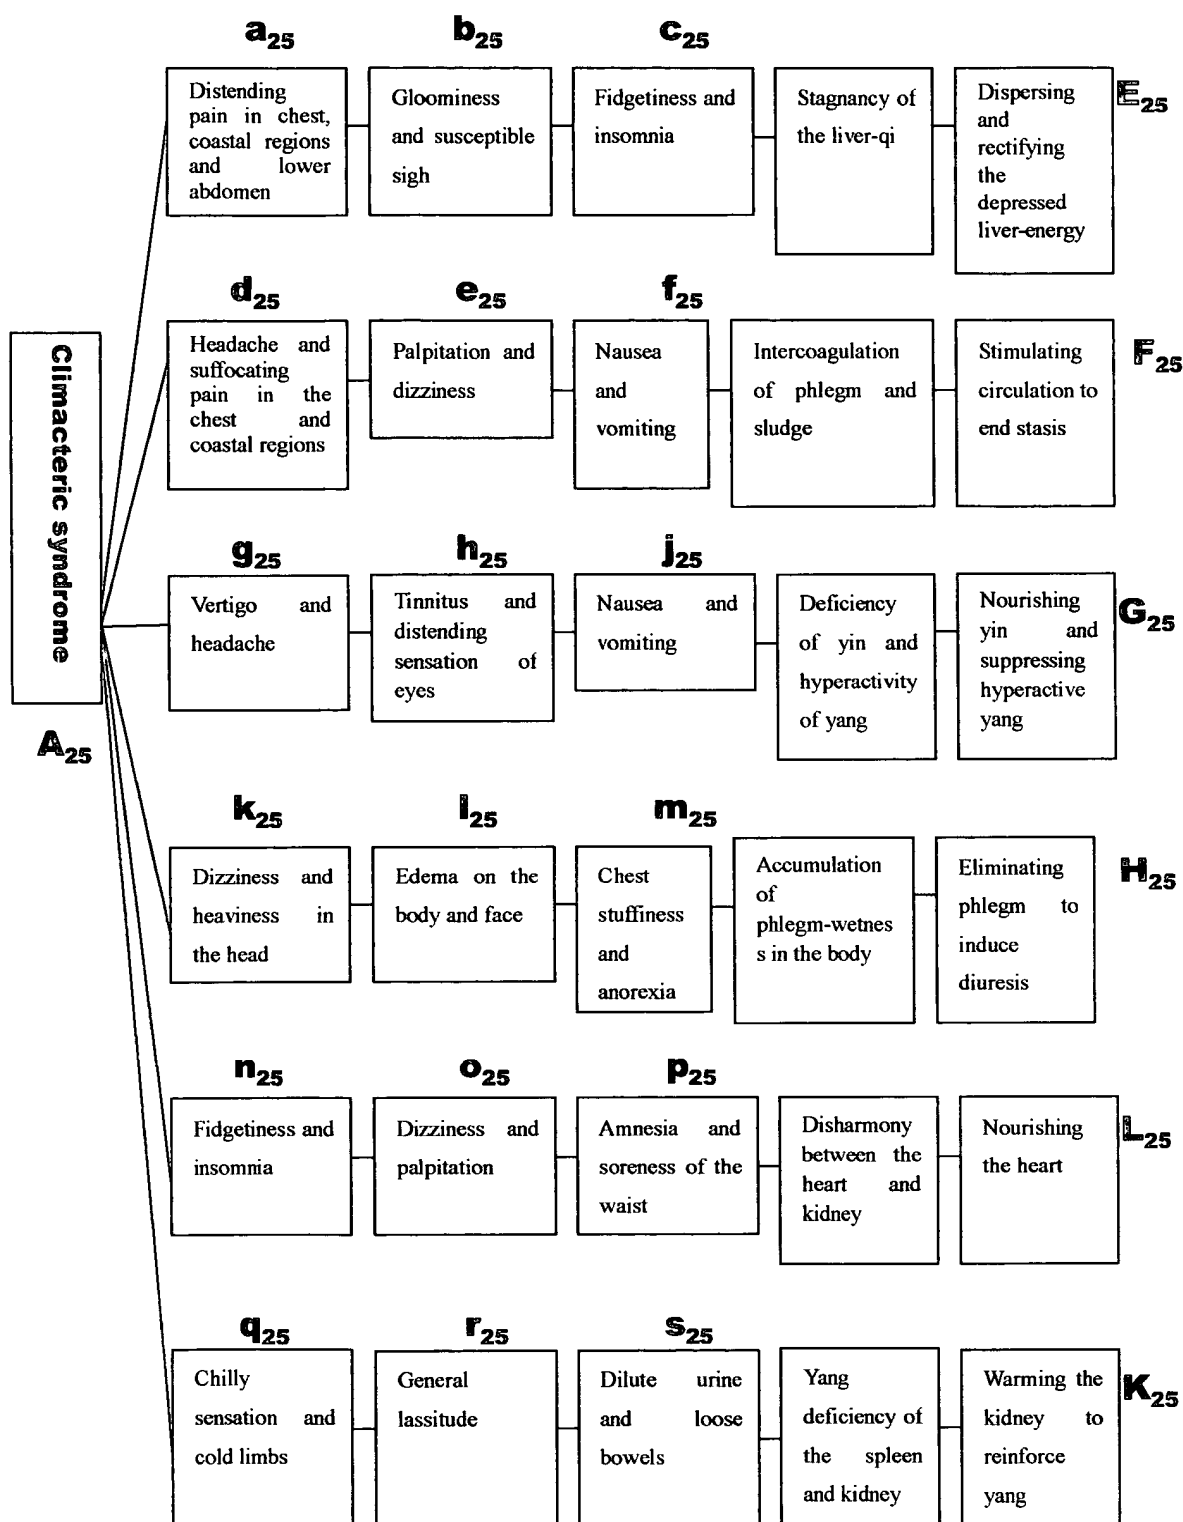 a25 b25 c25
Distending
pain in chest,
coastal regions
and lower
abdomen
Gloominess
and susceptible
sigh
Fidgetiness and
insomnia
Stagnancy of
the liver-qi
Dispersing
and
rectifying
the
depressed
liver-energy
E25
d25 e25 f25
Headache and
suffocating
pain in the
chest and
coastal regions
Palpitation and
dizziness
Nausea
and
vomiting
Intercoagulation
of phlegm and
sludge
Stimulating
circulation to
end stasis
F25
Climacteric syndrome
A25
g25 h25 j25
Vertigo and
headache
Tinnitus and
distending
sensation of
eyes
Nausea and
vomiting
Deficiency
of yin and
hyperactivity
of yang
Nourishing
yin and
suppressing
hyperactive
yang
G25
k25 l25 m25
Dizziness and
heaviness in
the head
Edema on the
body and face
Chest
stuffiness
and
anorexia
Accumulation
of
phlegm-wetnes
s in the body
Eliminating
phlegm to
induce
diuresis
H25
n25 o25 p25
Fidgetiness and
insomnia
Dizziness and
palpitation
Amnesia and
soreness of the
waist
Disharmony
between the
heart and
kidney
Nourishing
the heart
L25
q25 r25 s25
Chilly
sensation and
cold limbs
General
lassitude
Dilute urine
and loose
bowels
Yang
deficiency of
the spleen
and kidney
Warming the
kidney to
reinforce
yang
K25